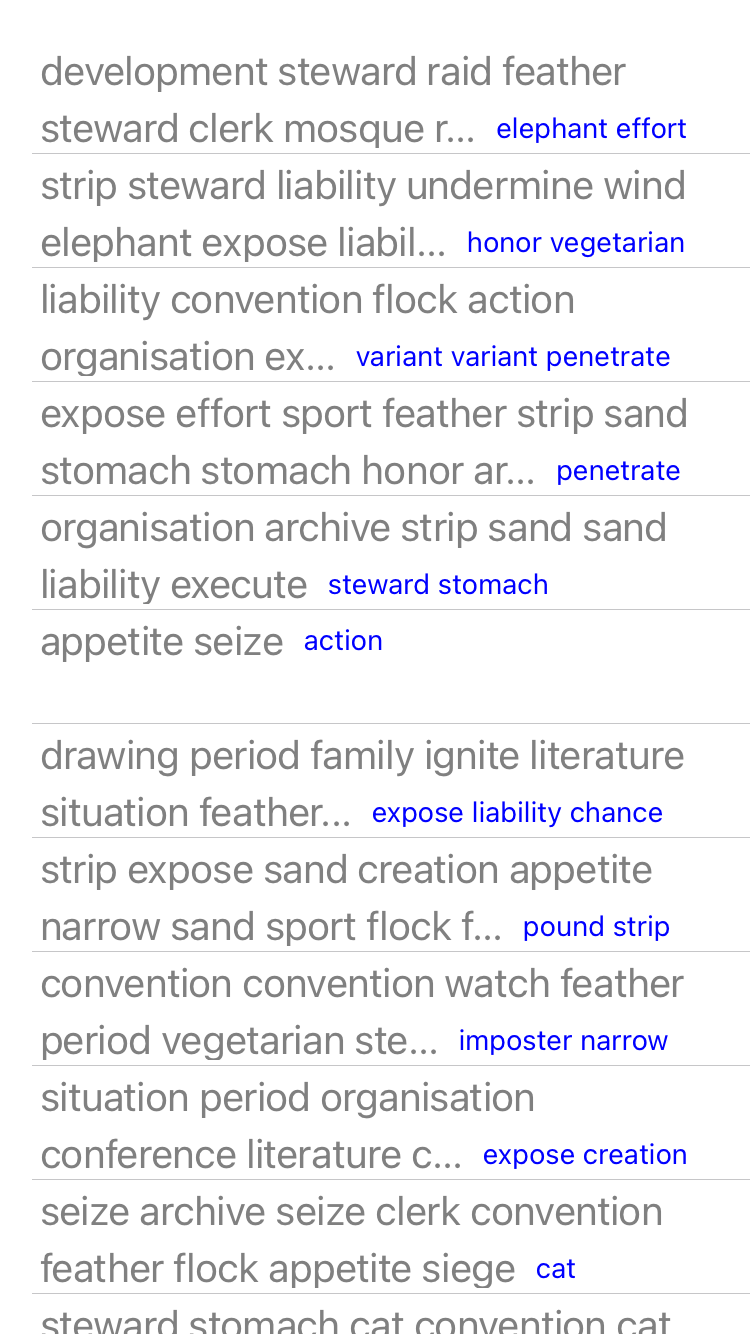 development steward raid feather
steward clerk mosque r... elephant effort
strip steward liability undermine wind
elephant expose liabil... honor vegetarian
liability convention flock action
organisation ex... variant variant penetrate
expose effort sport feather strip sand
stomach stomach honor ar... penetrate
organisation archive strip sand sand
liability execute steward stomach
appetite seize action
drawing period family ignite literature
situation feather... expose liability chance
strip expose sand creation appetite
narrow sand sport flock f... pound strip
convention convention watch feather
period vegetarian ste... imposter narrow
situation period organisation
conference literature c... expose creation
seize archive seize clerk convention
feather flock appetite siege cat
steward stomach cat convention cat